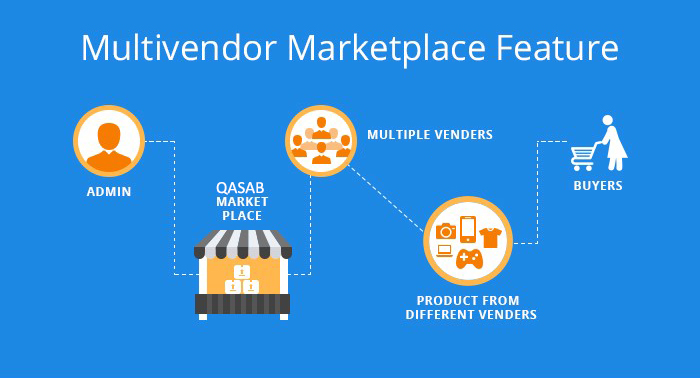 Multivendor Marketplace Feature
ADMIN
QASAB
MARKET
PLACE
MULTIPLE VENDERS
PRODUCT FROM
DIFFERENT VENDERS
BUYERS